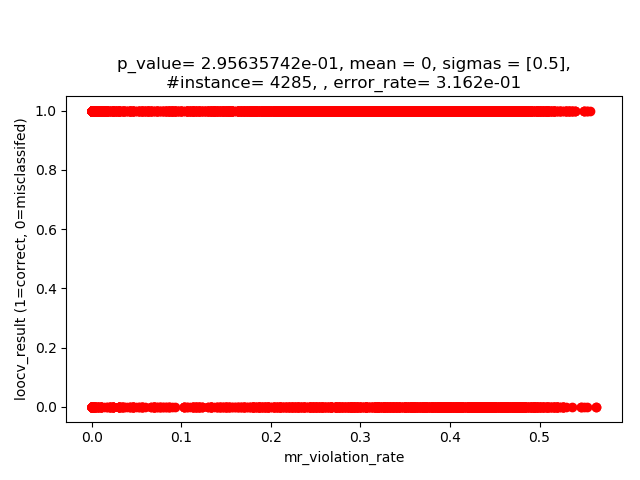 p_value= 2.95635742e-01, mean = 0, sigmas = [0.5],
#instance= 4285, , error_rate= 3.162e-01
loocv_result (1=correct, 0=misclassifed)
1.0
0.8
0.6
0.4
0.2
0.0
0.0 0.1 0.2 0.3 0.4 0.5
mr_violation_rate